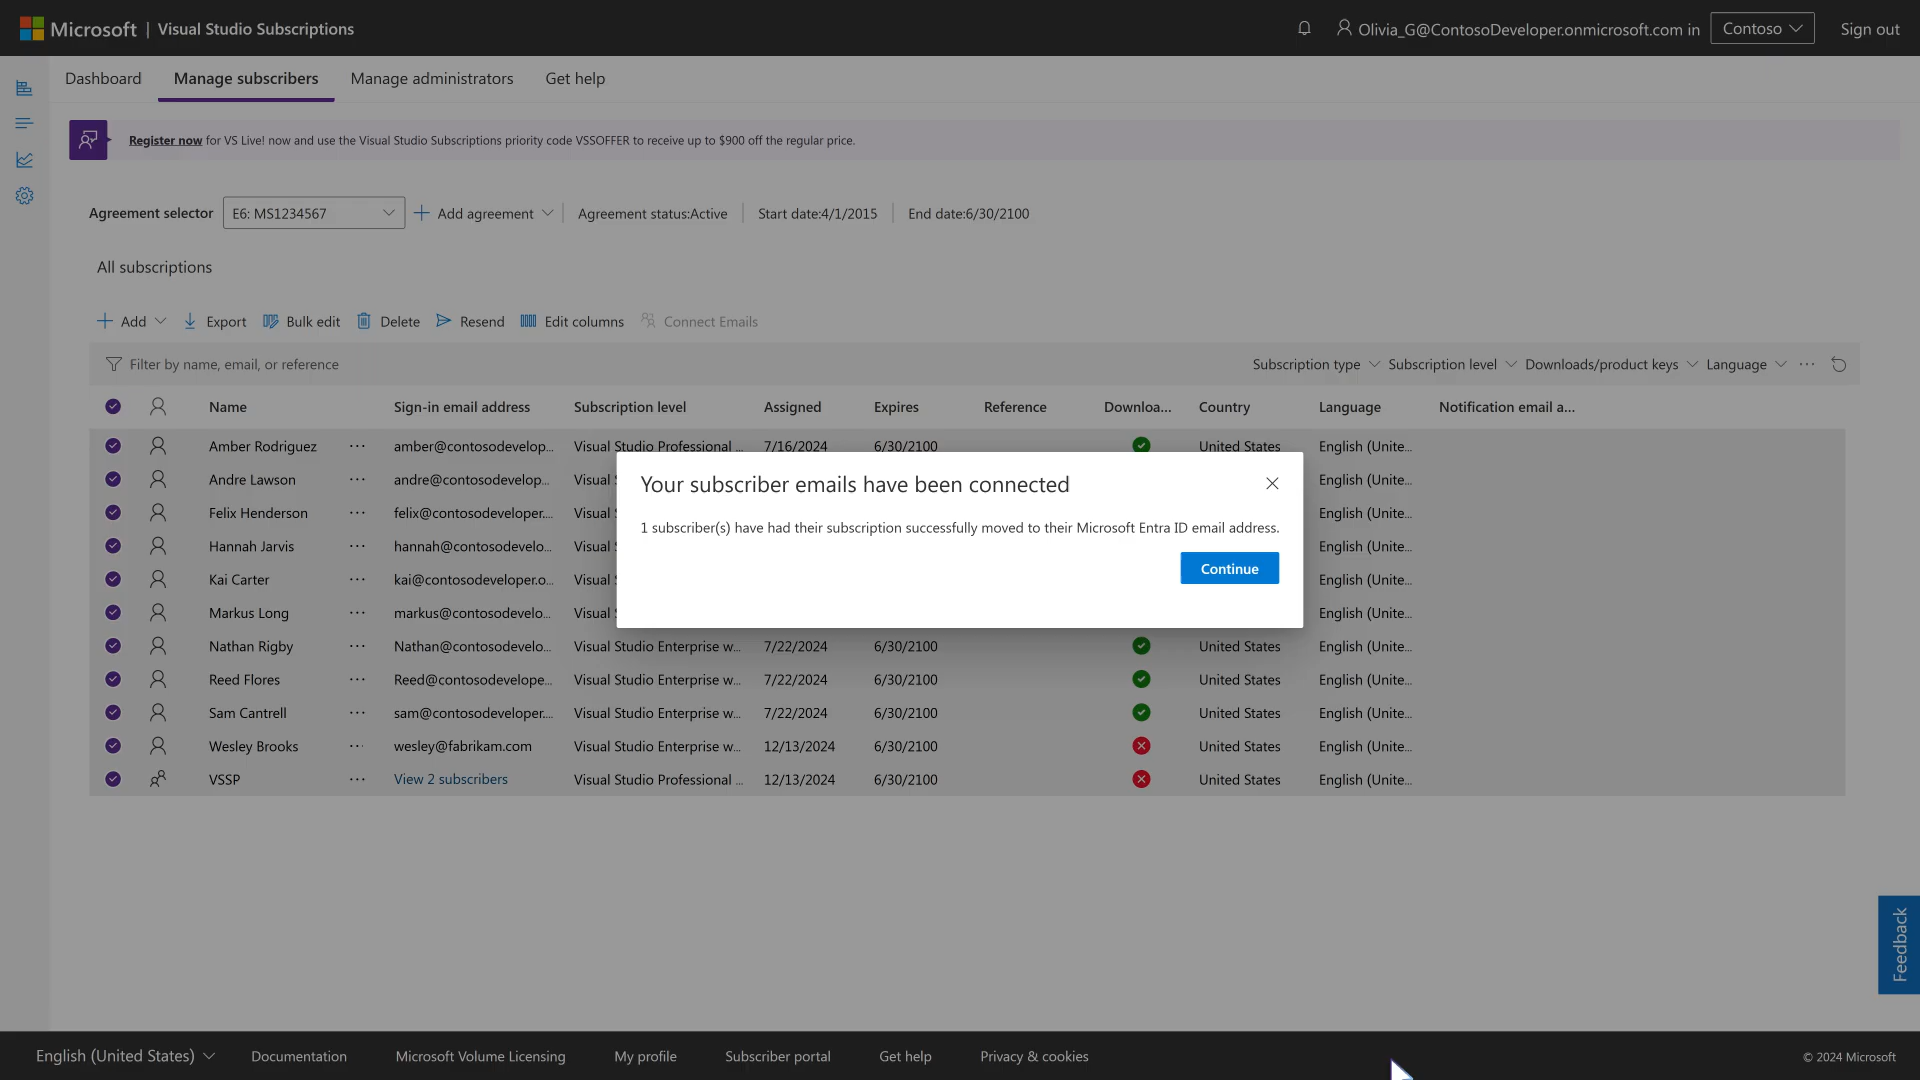 Microsoft | Visual Studio Subscriptions
Olivia_G@ContosoDeveloper.onmicrosoft.com in Contoso Sign out
Dashboard Manage subscribers Manage administrators Get help
Register now for VS Live! now and use the Visual Studio Subscriptions priority code VSSOFFER to receive up to $900 off the regular price.
Agreement selector E6: MS1234567 Add agreement Agreement status:Active Start date:4/1/2015 End date:6/30/2100
All subscriptions
Add Export Bulk edit Delete Resend Edit columns Connect Emails
Filter by name, email, or reference Subscription type Subscription level Downloads/product keys Language ...
Name Sign-in email address Subscription level Assigned Expires Reference Downloa... Country Language Notification email a...
Amber Rodriguez ... amber@contosodevelop... Visual Studio Professional ... 7/16/2024 6/30/2100 United States English (Unite...
Andre Lawson ... andre@contosodevelop... Visual English (Unite...
Felix Henderson ... felix@contosodeveloper.... Visual English (Unite...
Hannah Jarvis ... hannah@contosodevelo... Visual English (Unite...
Kai Carter ... kai@contosodeveloper.o... Visual English (Unite...
Markus Long ... markus@contosodevelo... Visual English (Unite...
Your subscriber emails have been connected
1 subscriber(s) have had their subscription successfully moved to their Microsoft Entra ID email address.
Continue
Nathan Rigby ... Nathan@contosodevelo... Visual Studio Enterprise w... 7/22/2024 6/30/2100 United States English (Unite...
Reed Flores ... Reed@contosodevelope... Visual Studio Enterprise w... 7/22/2024 6/30/2100 United States English (Unite...
Sam Cantrell ... sam@contosodeveloper.... Visual Studio Enterprise w... 7/22/2024 6/30/2100 United States English (Unite...
Wesley Brooks ... wesley@fabrikam.com Visual Studio Enterprise w... 12/13/2024 6/30/2100 United States English (Unite...
VSSP ... View 2 subscribers Visual Studio Professional ... 12/13/2024 6/30/2100 United States English (Unite...
Feedback
English (United States) Documentation Microsoft Volume Licensing My profile Subscriber portal Get help Privacy & cookies © 2024 Microsoft